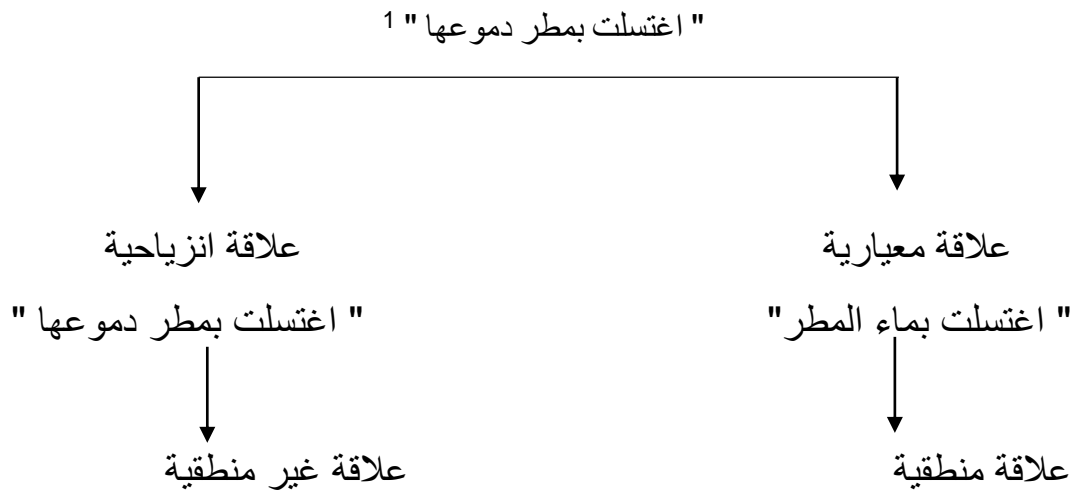 " اغتسلت بمطر دموعها " 1
علاقة معيارية
علاقة انزياحية
" اغتسلت بماء المطر"
" اغتسلت بمطر دموعها "
علاقة منطقية
علاقة غير منطقية